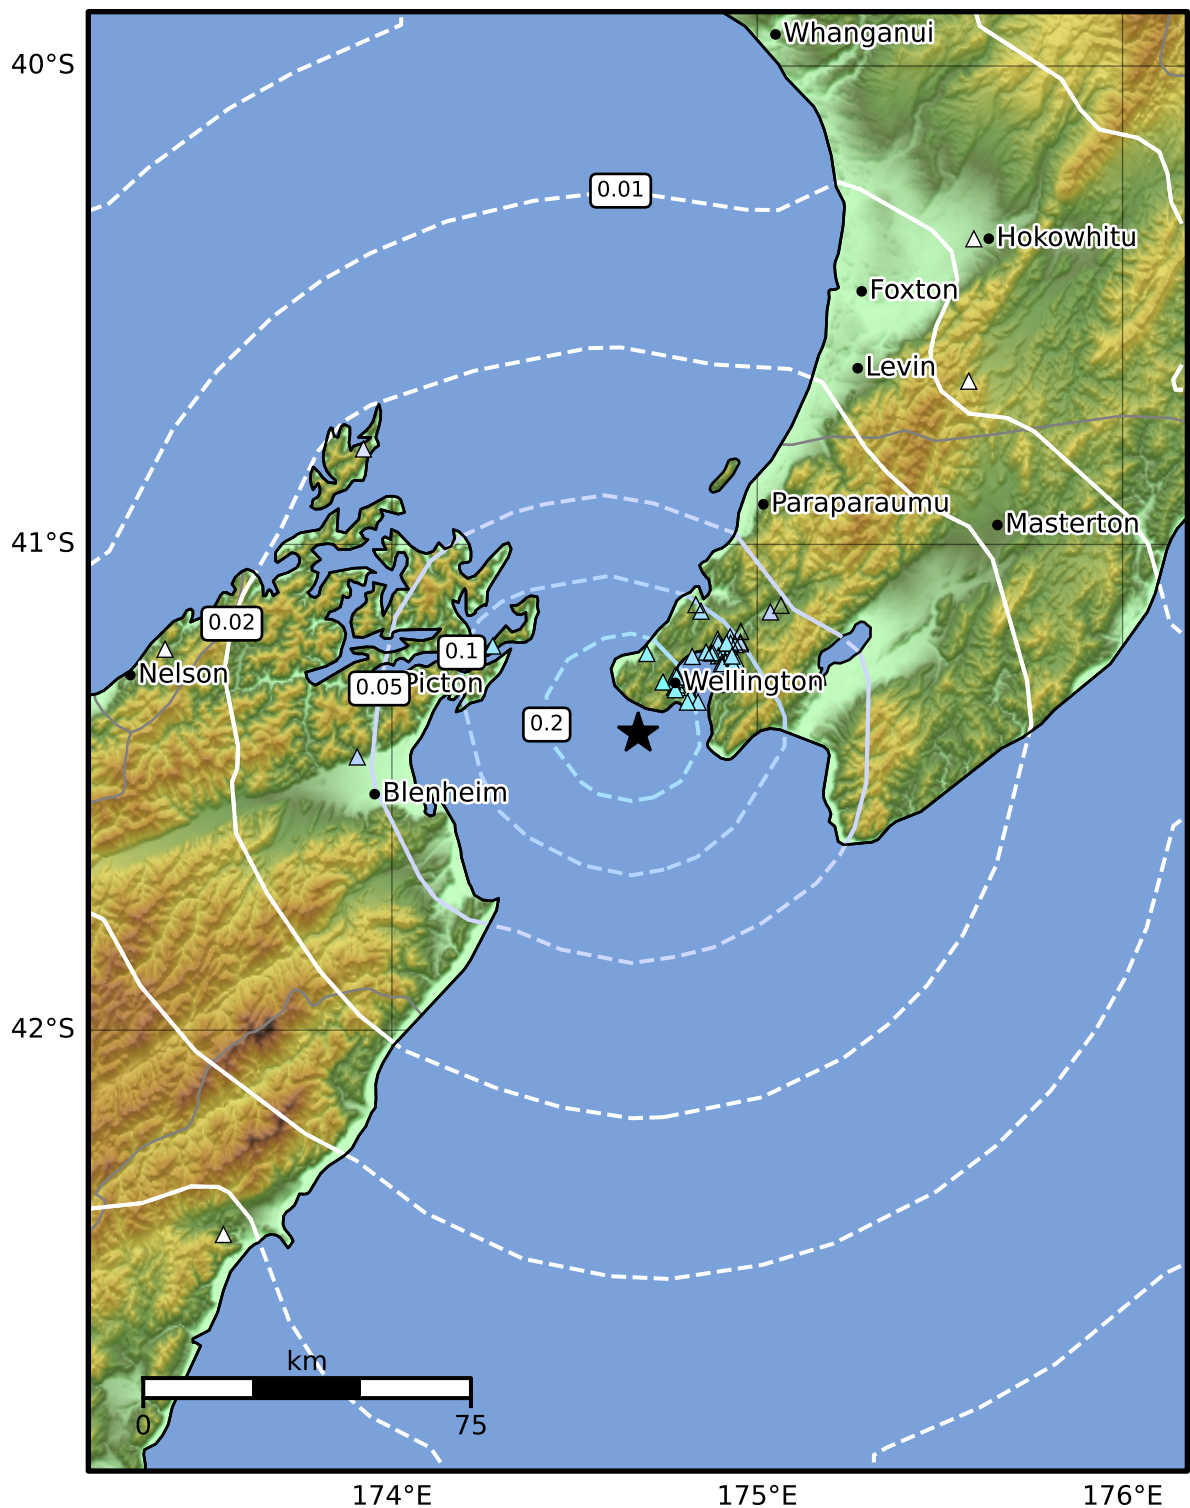 Whanganui
40°S
0.01
Hokowhitu
Foxton
Levin
Paraparaumu
Masterton
41°S
0.02
0.1
Nelson
0.05
Picton
Wellington
0.2
Blenheim
42°S
km
0
75
174°E
175°E
176°E